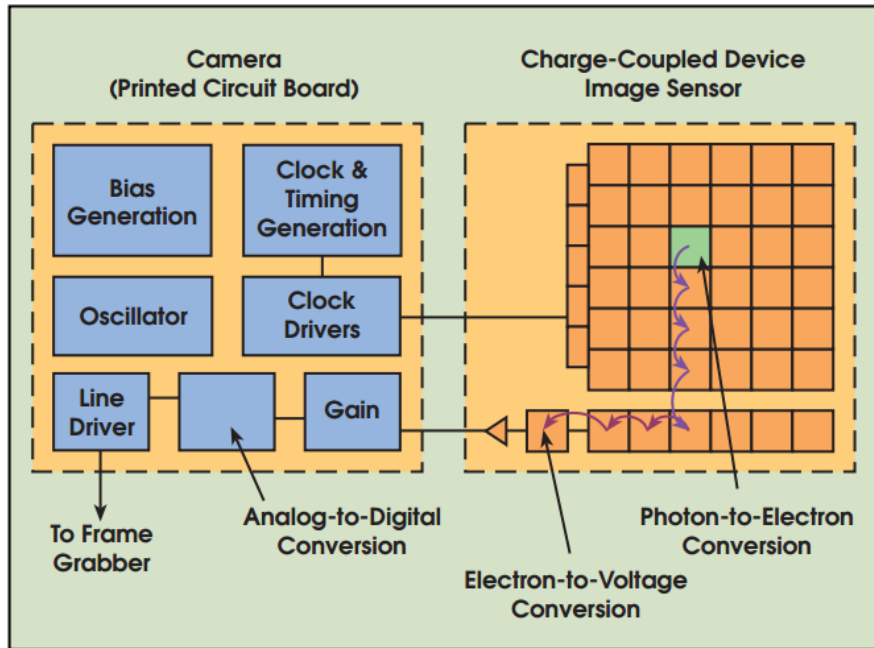 Camera
(Printed Circuit Board)
Charge-Coupled Device
Image Sensor
Bias
Generation
Clock &
Timing
Generation
Oscillator
Clock
Drivers
Line
Driver
Gain
To Frame
Grabber
Analog-to-Digital
Conversion
Electron-to-Voltage
Conversion
Photon-to-Electron
Conversion